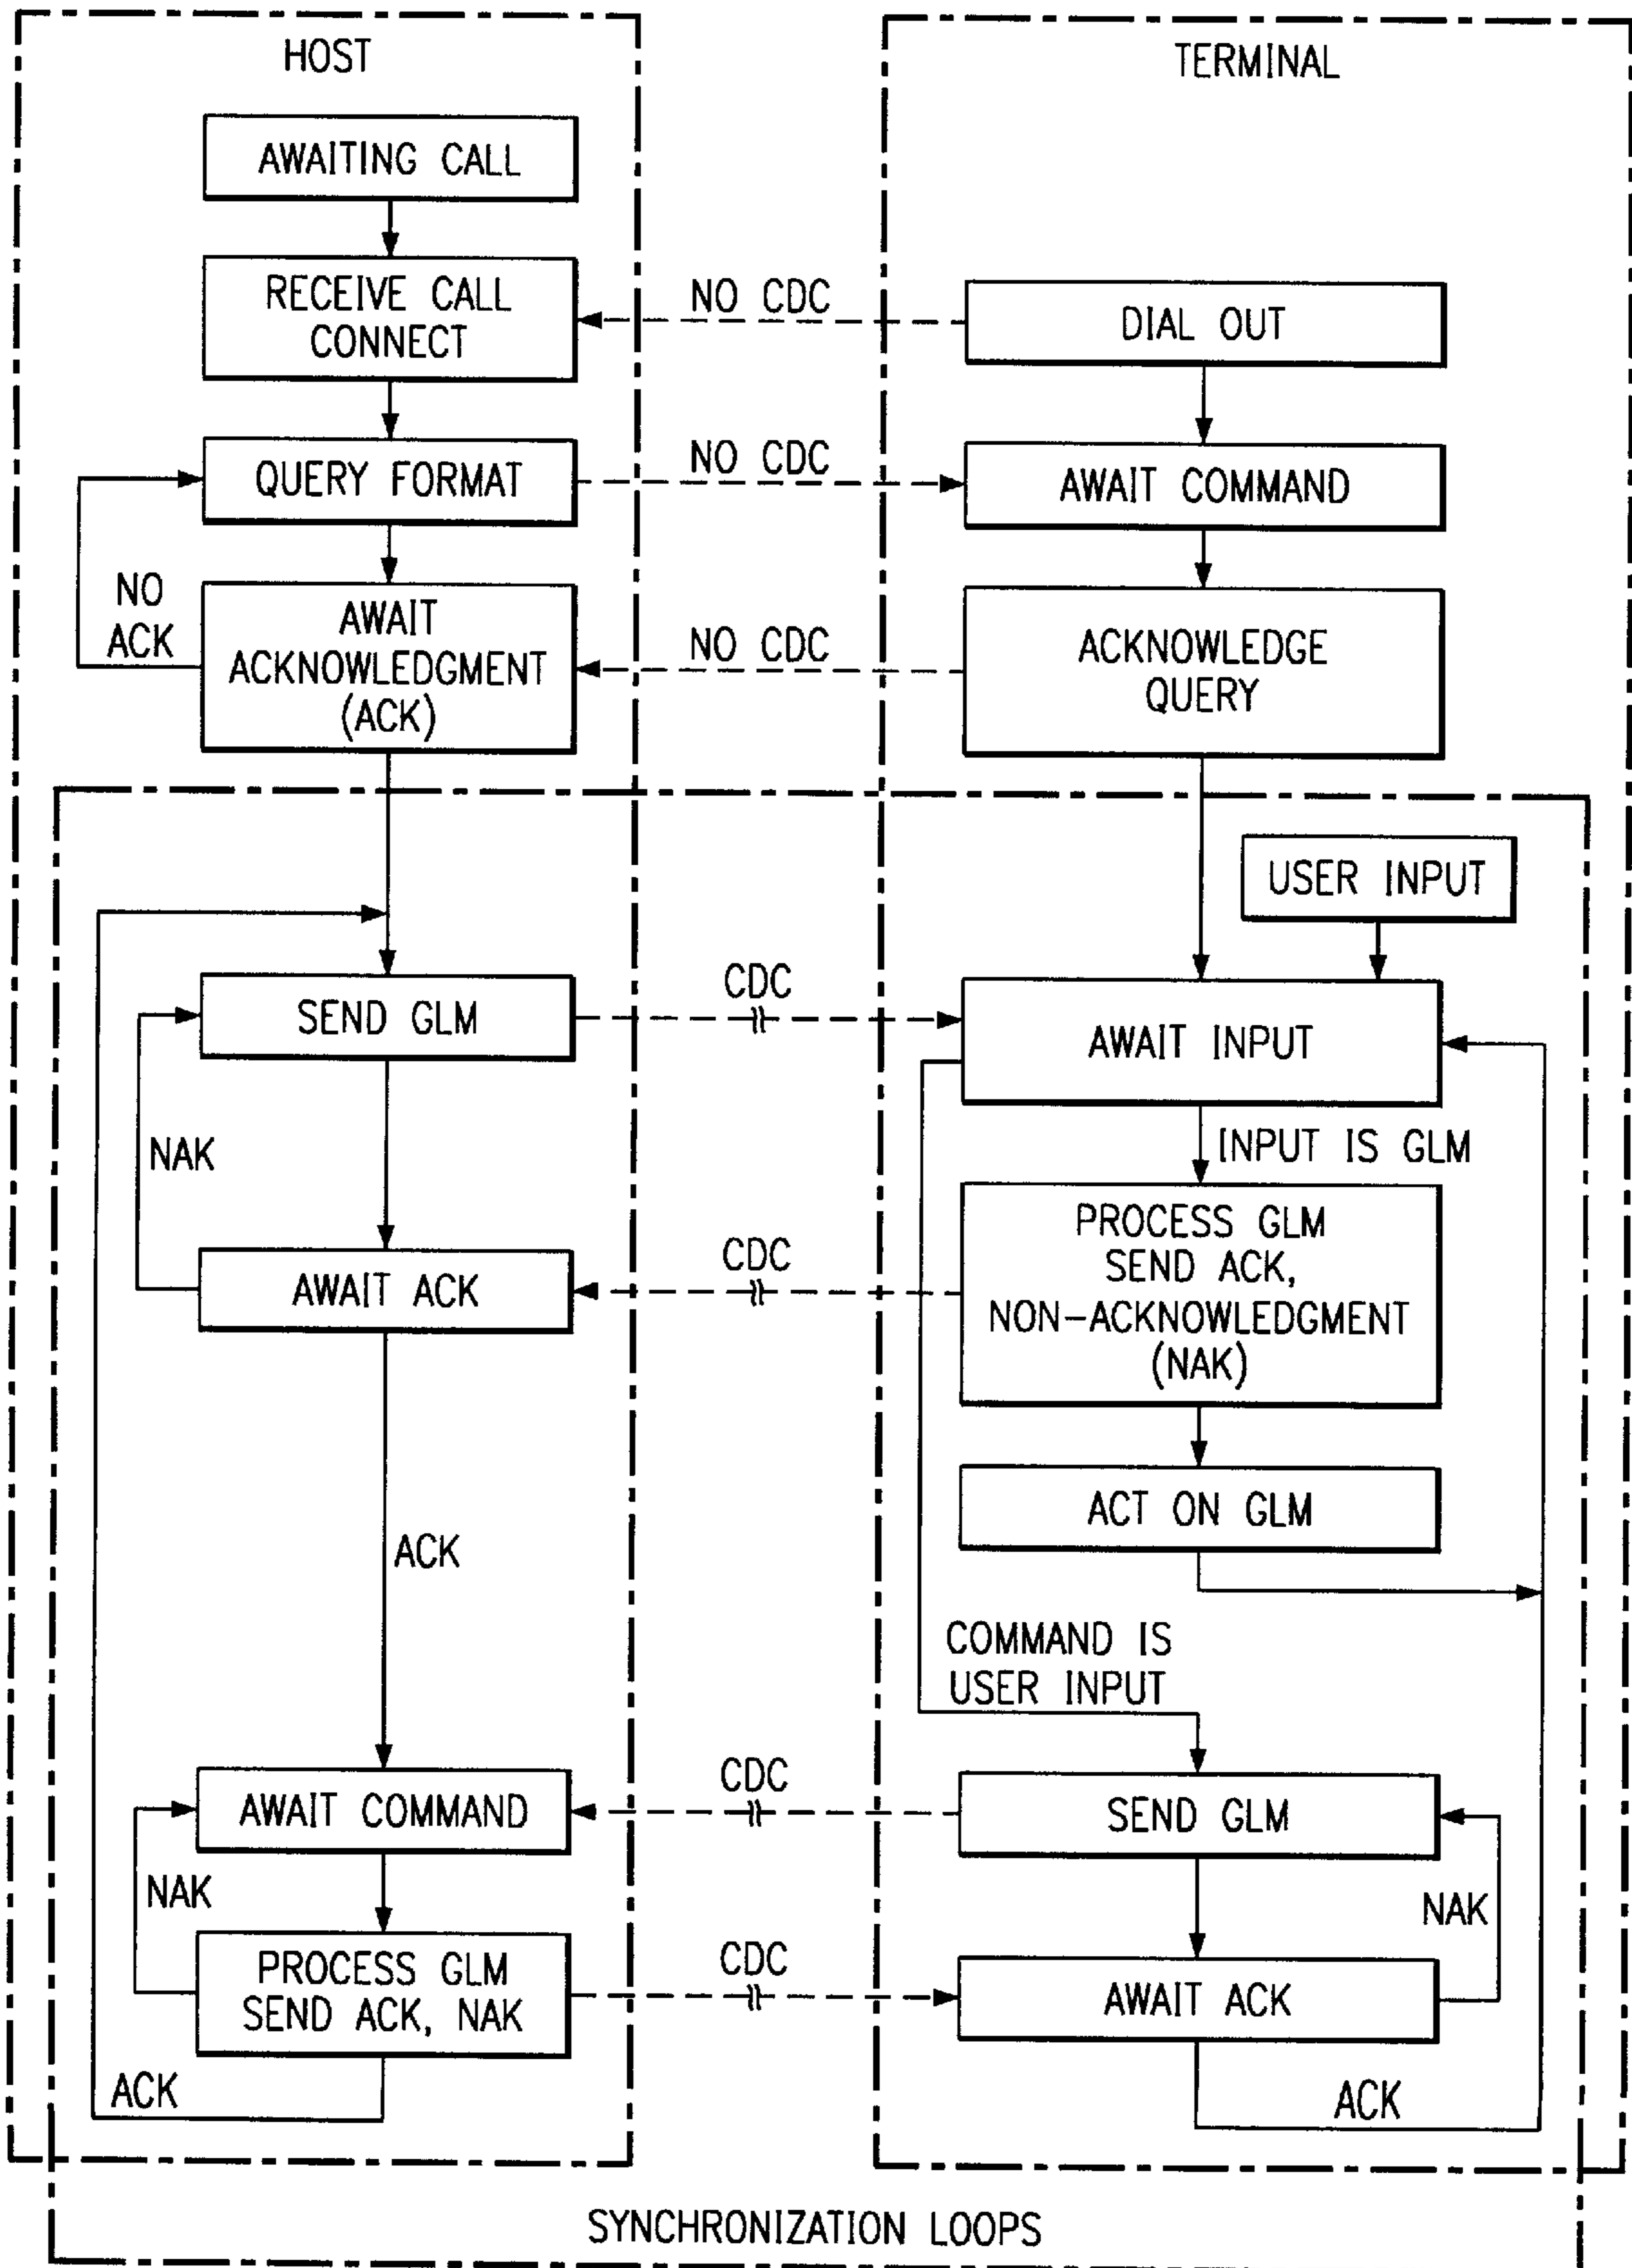 HOST
TERMINAL
AWAITING CALL
RECEIVE CALL
CONNECT
NO CDC
DIAL OUT
QUERY FORMAT
NO CDC
AWAIT COMMAND
NO
ACK
AWAIT
ACKNOWLEDGMENT
(ACK)
NO CDC
ACKNOWLEDGE
QUERY
USER INPUT
SEND GLM
CDC
AWAIT INPUT
NAK
INPUT IS GLM
AWAIT ACK
CDC
PROCESS GLM
SEND ACK,
NON-ACKNOWLEDGMENT
(NAK)
ACT ON GLM
ACK
COMMAND IS
USER INPUT
AWAIT COMMAND
CDC
SEND GLM
NAK
NAK
PROCESS GLM
SEND ACK, NAK
CDC
AWAIT ACK
ACK
ACK
SYNCHRONIZATION LOOPS